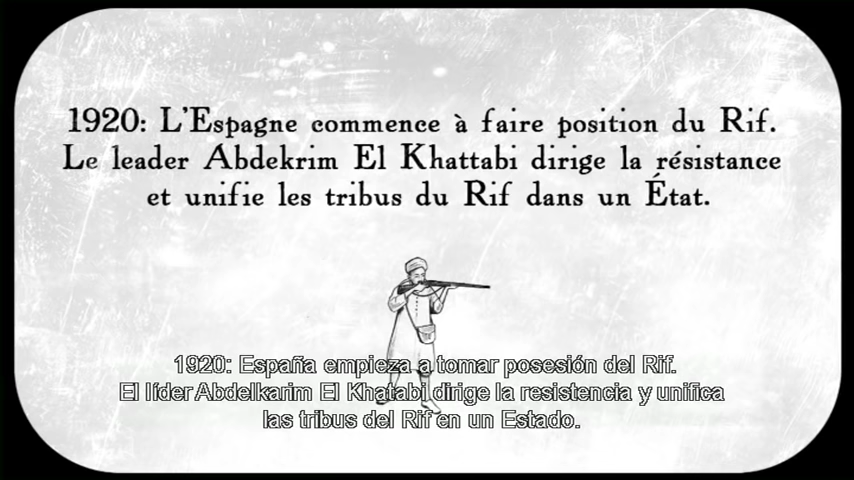 1920: L'Espagne commence à faire position du Rif.
Le leader Abdekrim El Khattabi dirige la résistance
et unifie les tribus du Rif dans un État.
1920: España empieza a tomar posesión del Rif.
El líder Abdelkarim El Khatabi dirige la resistencia y unifica
las tribus del Rif en un Estado.